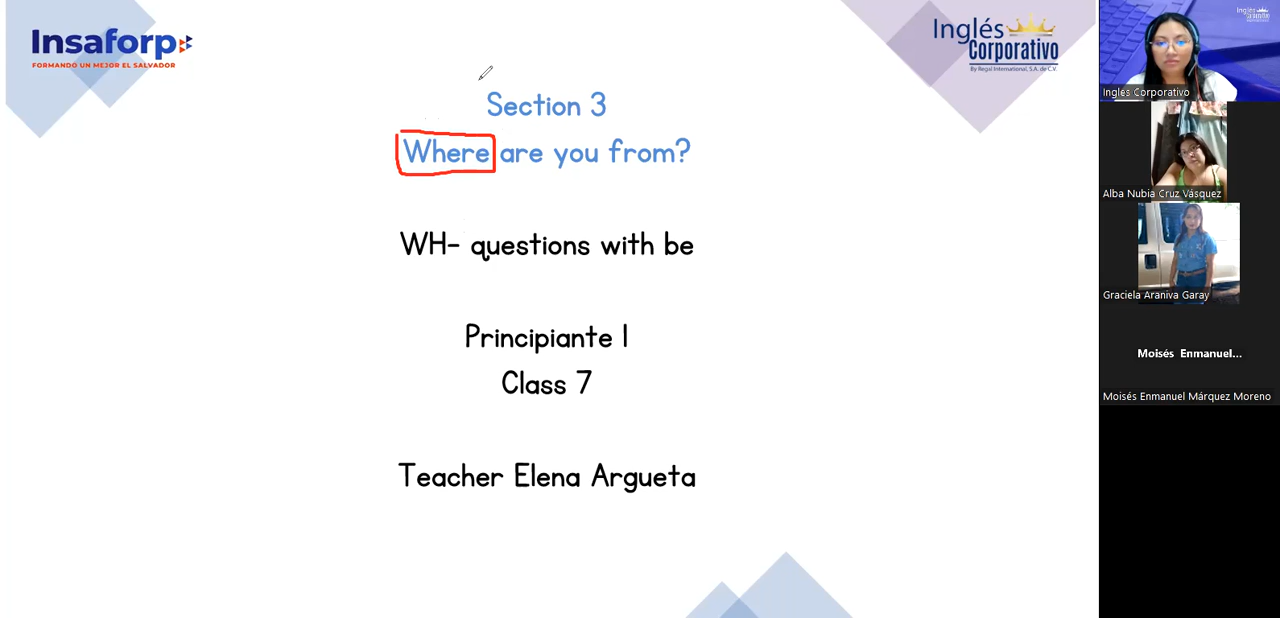 Insaforp
FORMANDO UN MEJOR EL SALVADOR
Inglés
Corporativo
By Regal International, S.A. de C.V.
Section 3
Where are you from?
WH- questions with be
Principiante 1
Class 7
Teacher Elena Argueta
Inglés
Inglés Corporativo
Alba Nubia Cruz Vásquez
Graciela Araniva Garay
Moisés Enmanuel...
Moisés Enmanuel Márquez Moreno